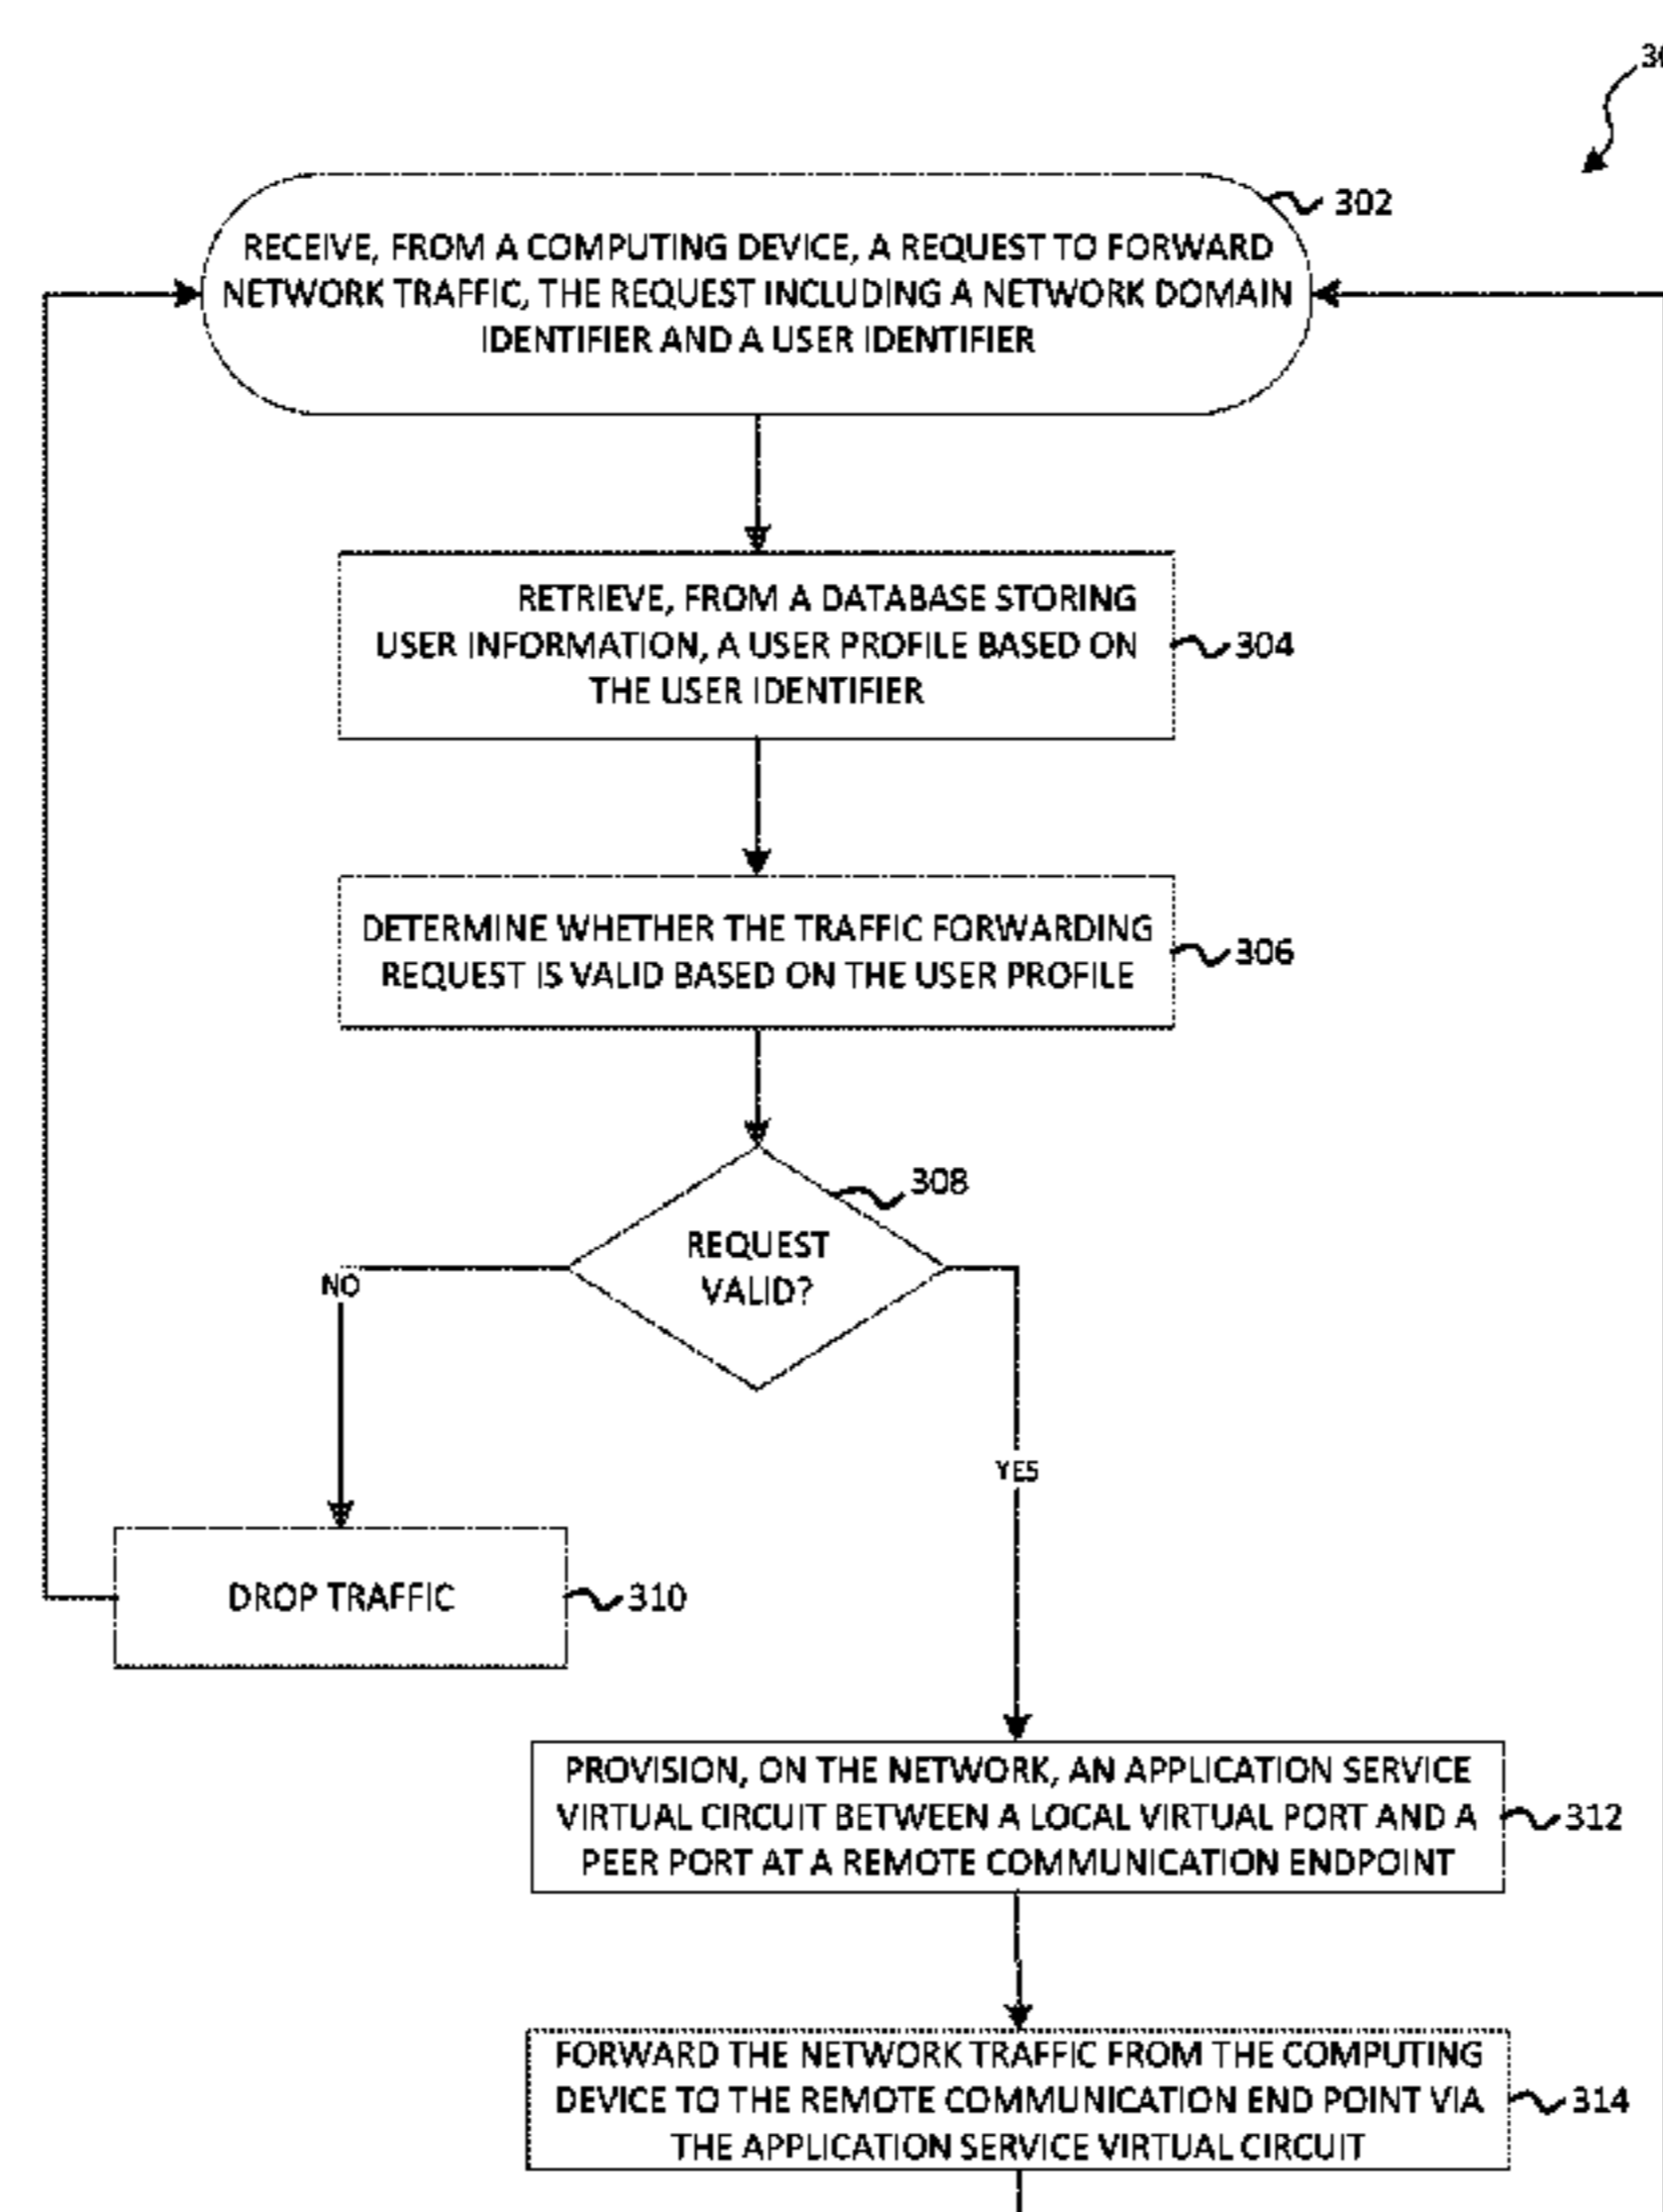 302
RECEIVE, FROM A COMPUTING DEVICE, A REQUEST TO FORWARD
NETWORK TRAFFIC, THE REQUEST INCLUDING A NETWORK DOMAIN
IDENTIFIER AND A USER IDENTIFIER
RETRIEVE, FROM A DATABASE STORING
USER INFORMATION, A USER PROFILE BASED ON
THE USER IDENTIFIER
304
DETERMINE WHETHER THE TRAFFIC FORWARDING
REQUEST IS VALID BASED ON THE USER PROFILE
306
308
REQUEST
VALID?
NO
YES
DROP TRAFFIC
310
PROVISION, ON THE NETWORK, AN APPLICATION SERVICE
VIRTUAL CIRCUIT BETWEEN A LOCAL VIRTUAL PORT AND A
PEER PORT AT A REMOTE COMMUNICATION ENDPOINT
312
FORWARD THE NETWORK TRAFFIC FROM THE COMPUTING
DEVICE TO THE REMOTE COMMUNICATION END POINT VIA
THE APPLICATION SERVICE VIRTUAL CIRCUIT
314